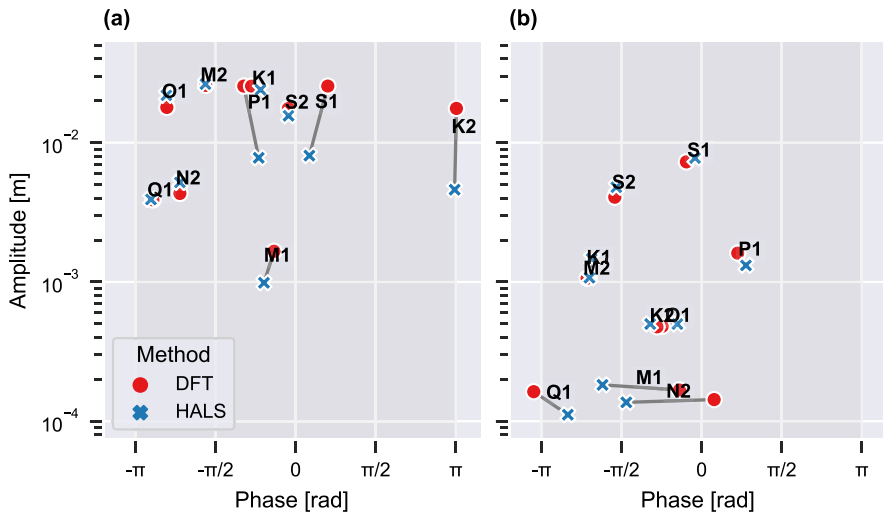 (a)
(b)
Amplitude [m]
10⁻²
10⁻³
10⁻⁴
O1
M2
K1
P1
S2
S1
K2
Q1
N2
M1
Method
DFT
HALS
-π
-π/2
0
π/2
π
Phase [rad]
S1
S2
P1
K1
M2
K2
O1
M1
Q1
N2
-π
-π/2
0
π/2
π
Phase [rad]